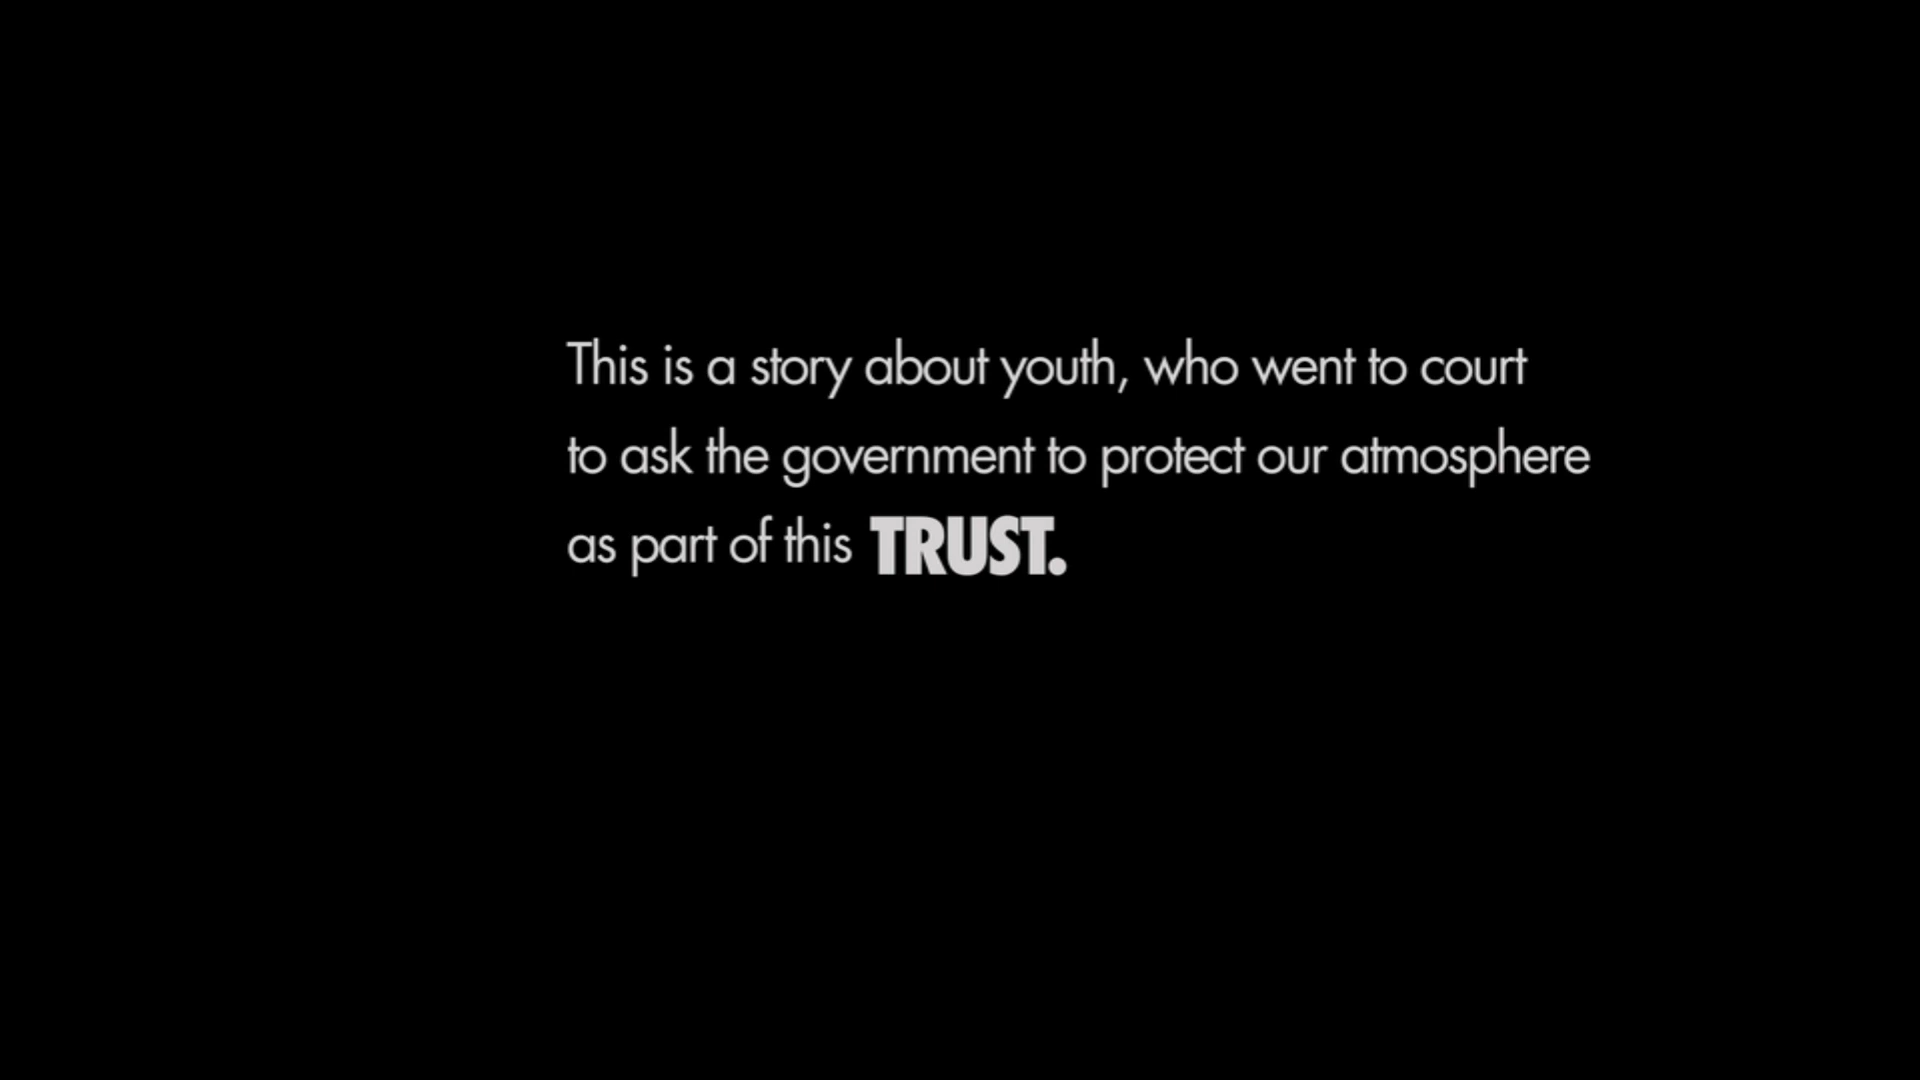 This is a story about youth, who went to court
to ask the government to protect our atmosphere
as part of this TRUST.